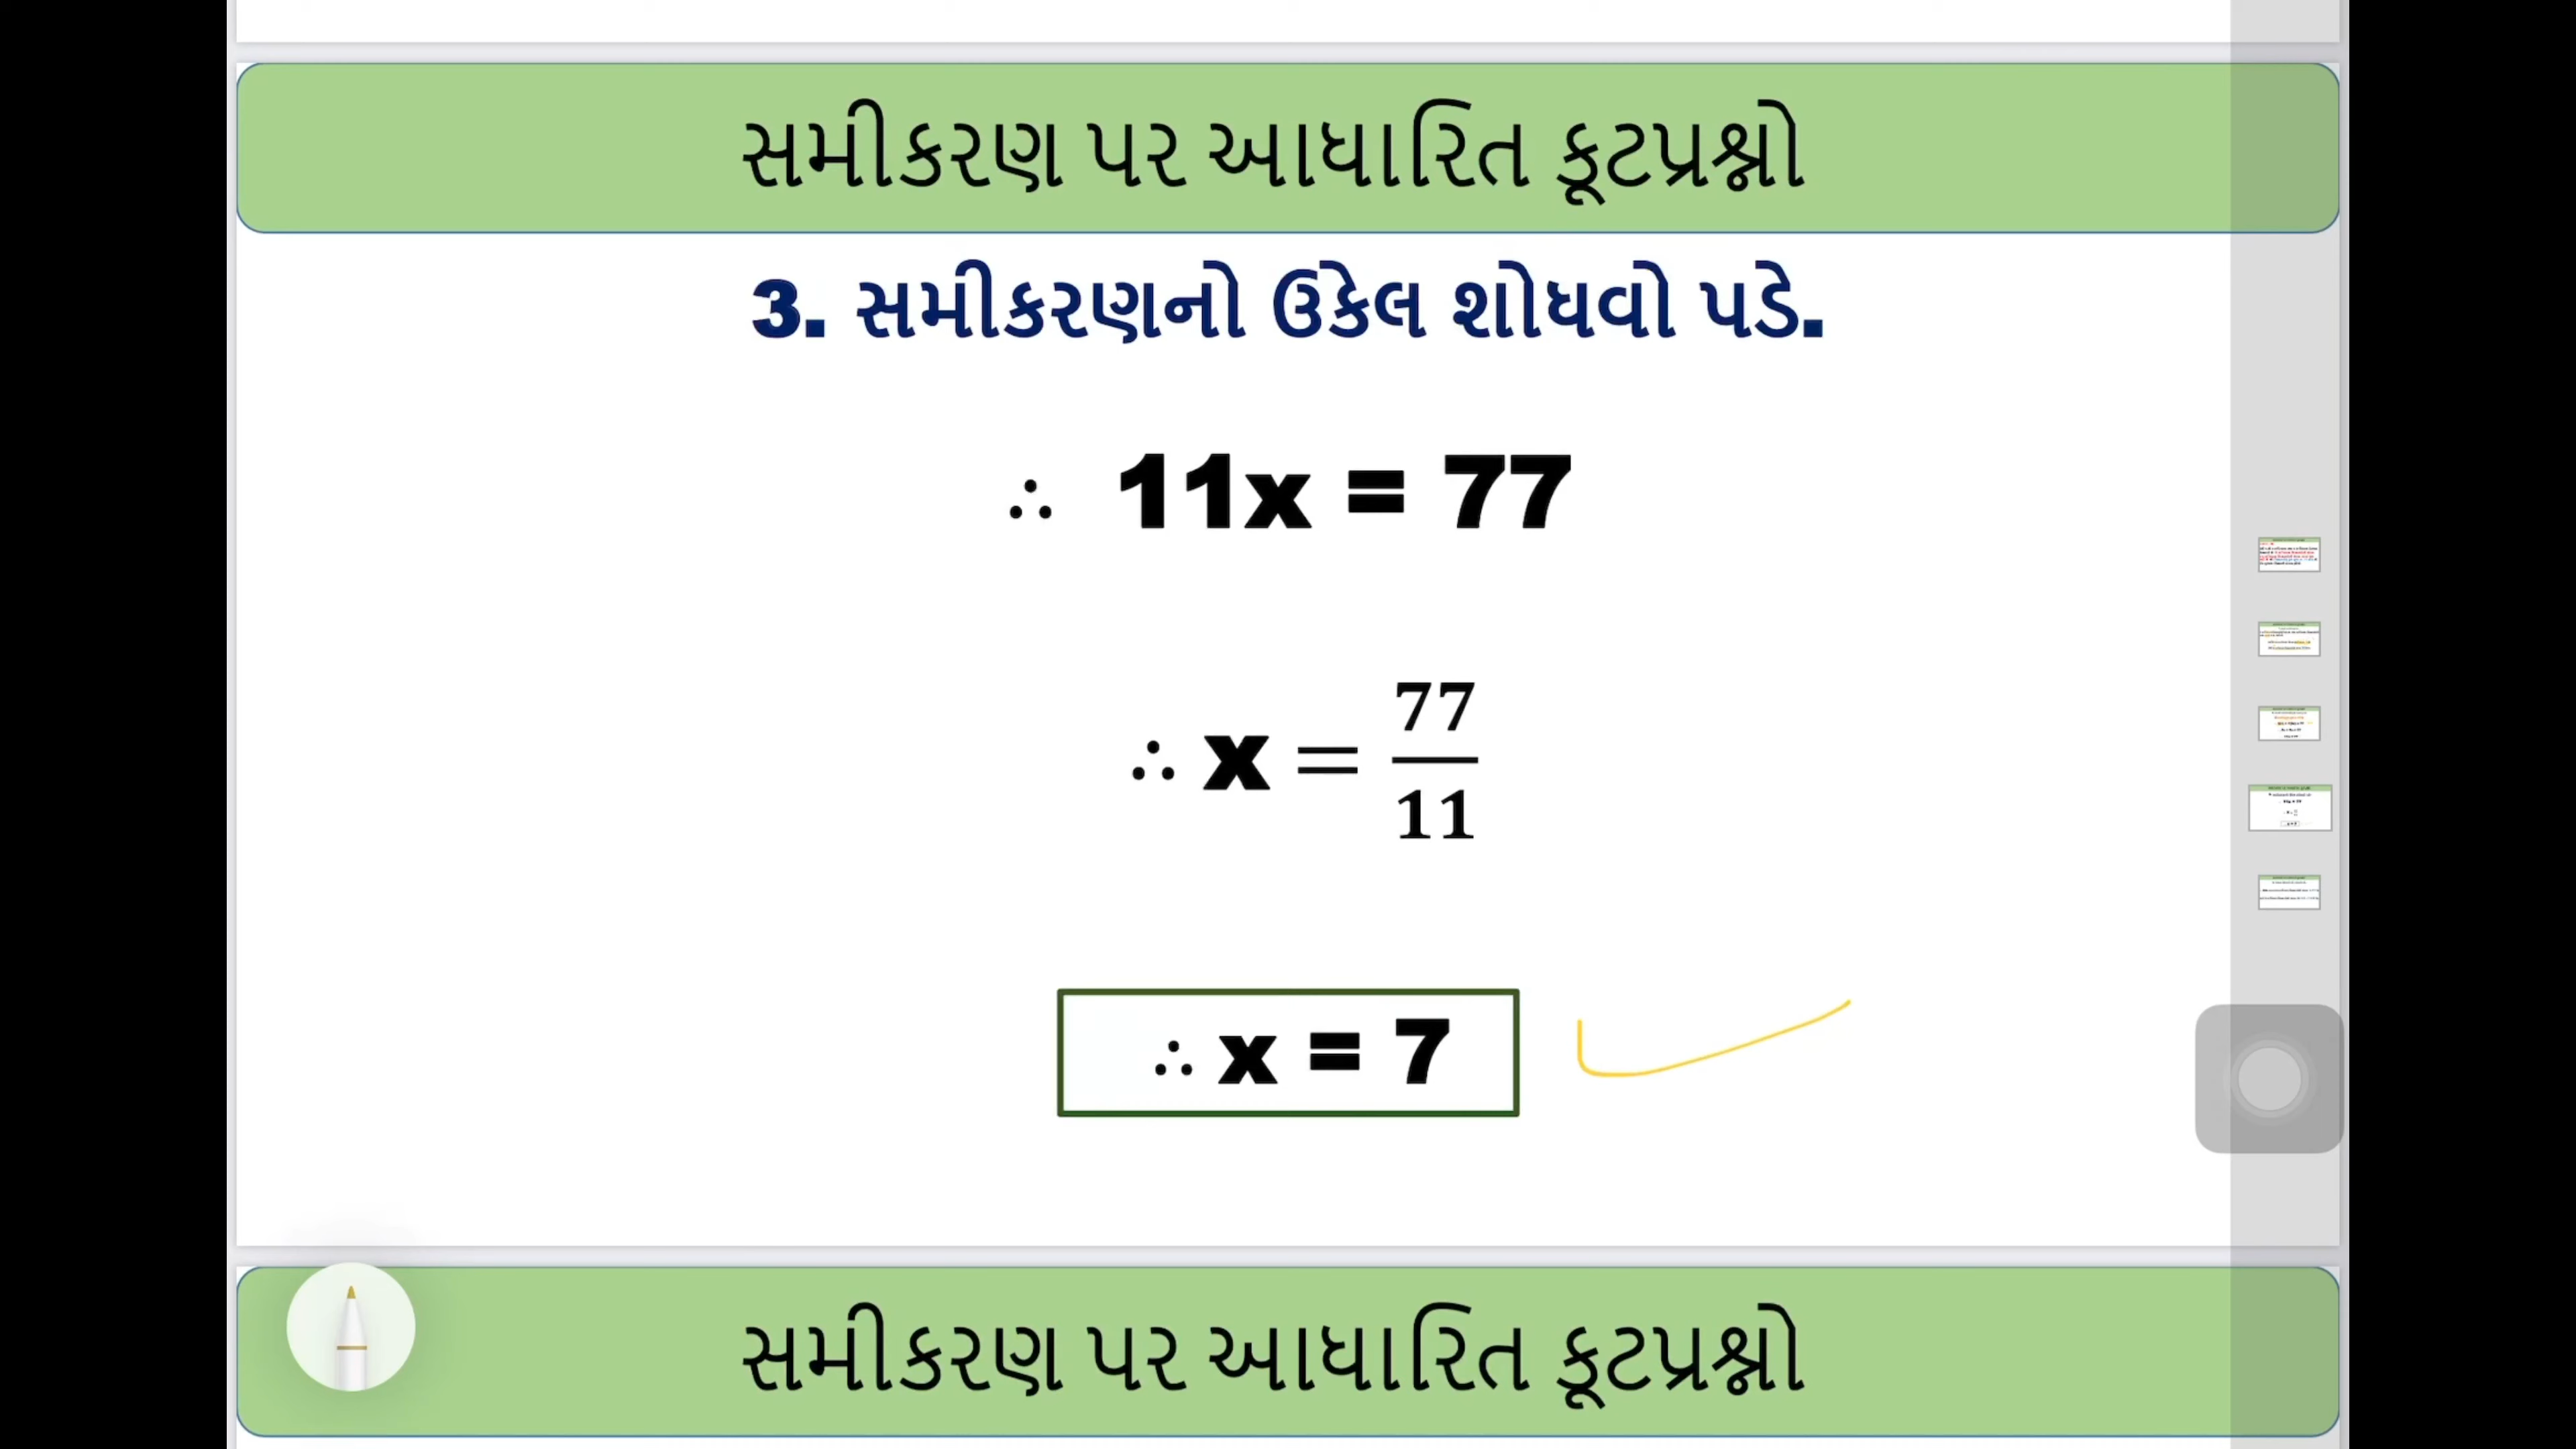 સમીકરણ પર આધારિત કૂટપ્રશ્નો
3. સમીકરણનો ઉકેલ શોધવો પડે.
∴ 11x = 77
∴ x = 77/11
∴ x = 7
સમીકરણ પર આધારિત કૂટપ્રશ્નો